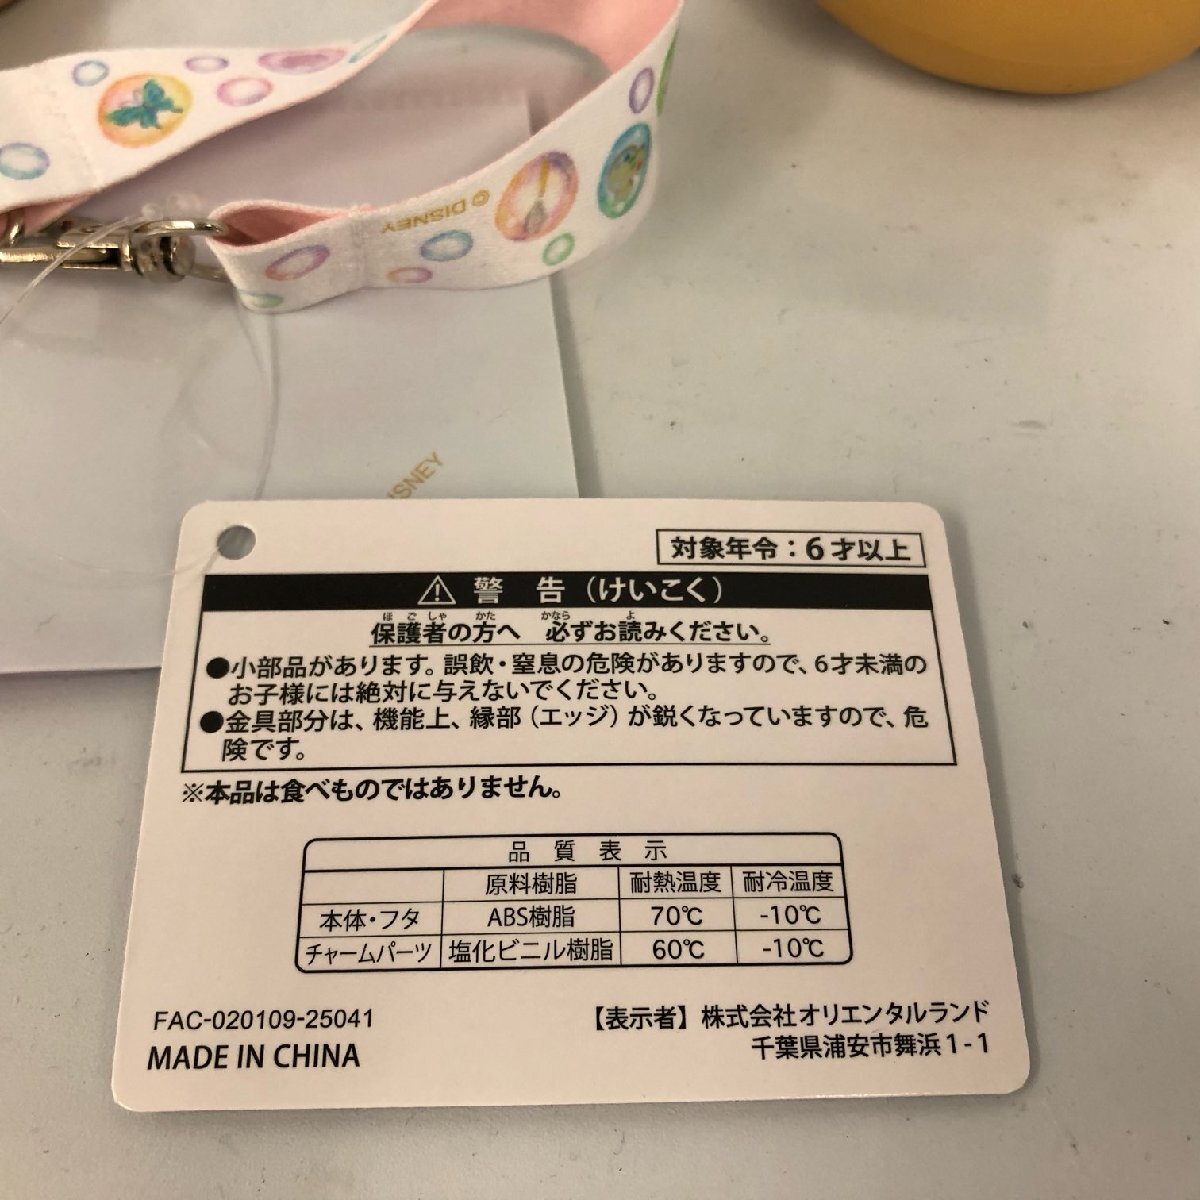 © DISNEY
DISNEY
対象年令：6才以上
⚠ 警 告（けいこく）
保護者の方へ 必ずお読みください。
●小部品があります。誤飲・窒息の危険がありますので、6才未満の
お子様には絶対に与えないでください。
●金具部分は、機能上、縁部（エッジ）が鋭くなっていますので、危
険です。
※本品は食べものではありません。
品 質 表 示
原料樹脂 耐熱温度 耐冷温度
本体・フタ ABS樹脂 70℃ -10℃
チャームパーツ 塩化ビニル樹脂 60℃ -10℃
FAC-020109-25041
MADE IN CHINA
【表示者】株式会社オリエンタルランド
千葉県浦安市舞浜1-1